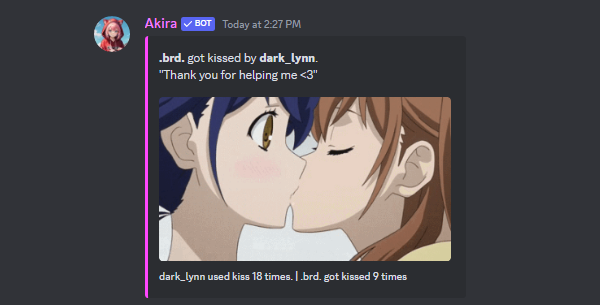 Akira ✓ BOT Today at 2:27 PM
.brd. got kissed by dark_lynn.
"Thank you for helping me <3"
dark_lynn used kiss 18 times. | .brd. got kissed 9 times